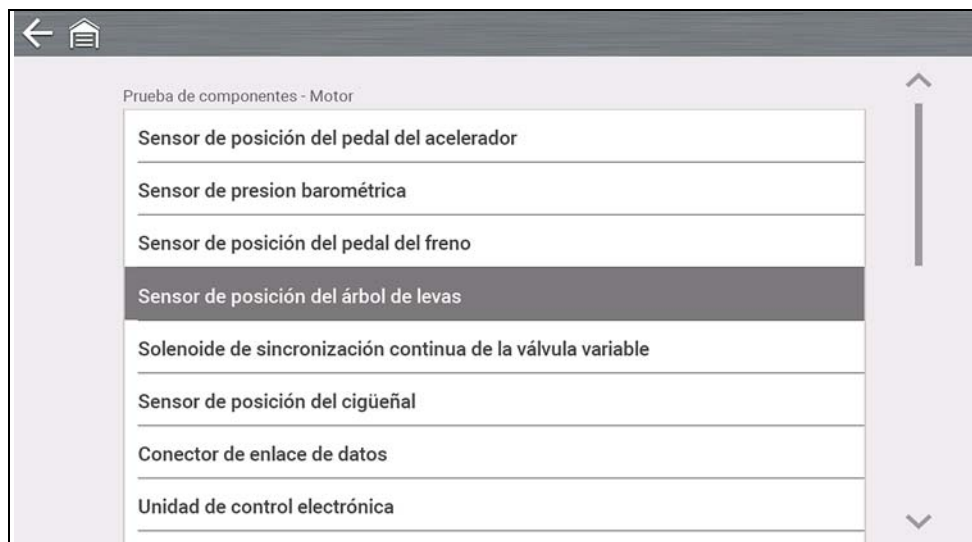 Prueba de componentes - Motor
Sensor de posición del pedal del acelerador
Sensor de presion barométrica
Sensor de posición del pedal del freno
Sensor de posición del árbol de levas
Solenoide de sincronización continua de la válvula variable
Sensor de posición del cigüeñal
Conector de enlace de datos
Unidad de control electrónica